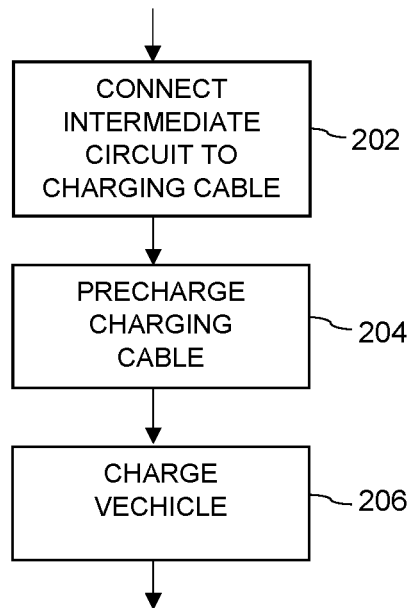 CONNECT
INTERMEDIATE
CIRCUIT TO
CHARGING CABLE
202
PRECHARGE
CHARGING
CABLE
204
CHARGE
VECHICLE
206